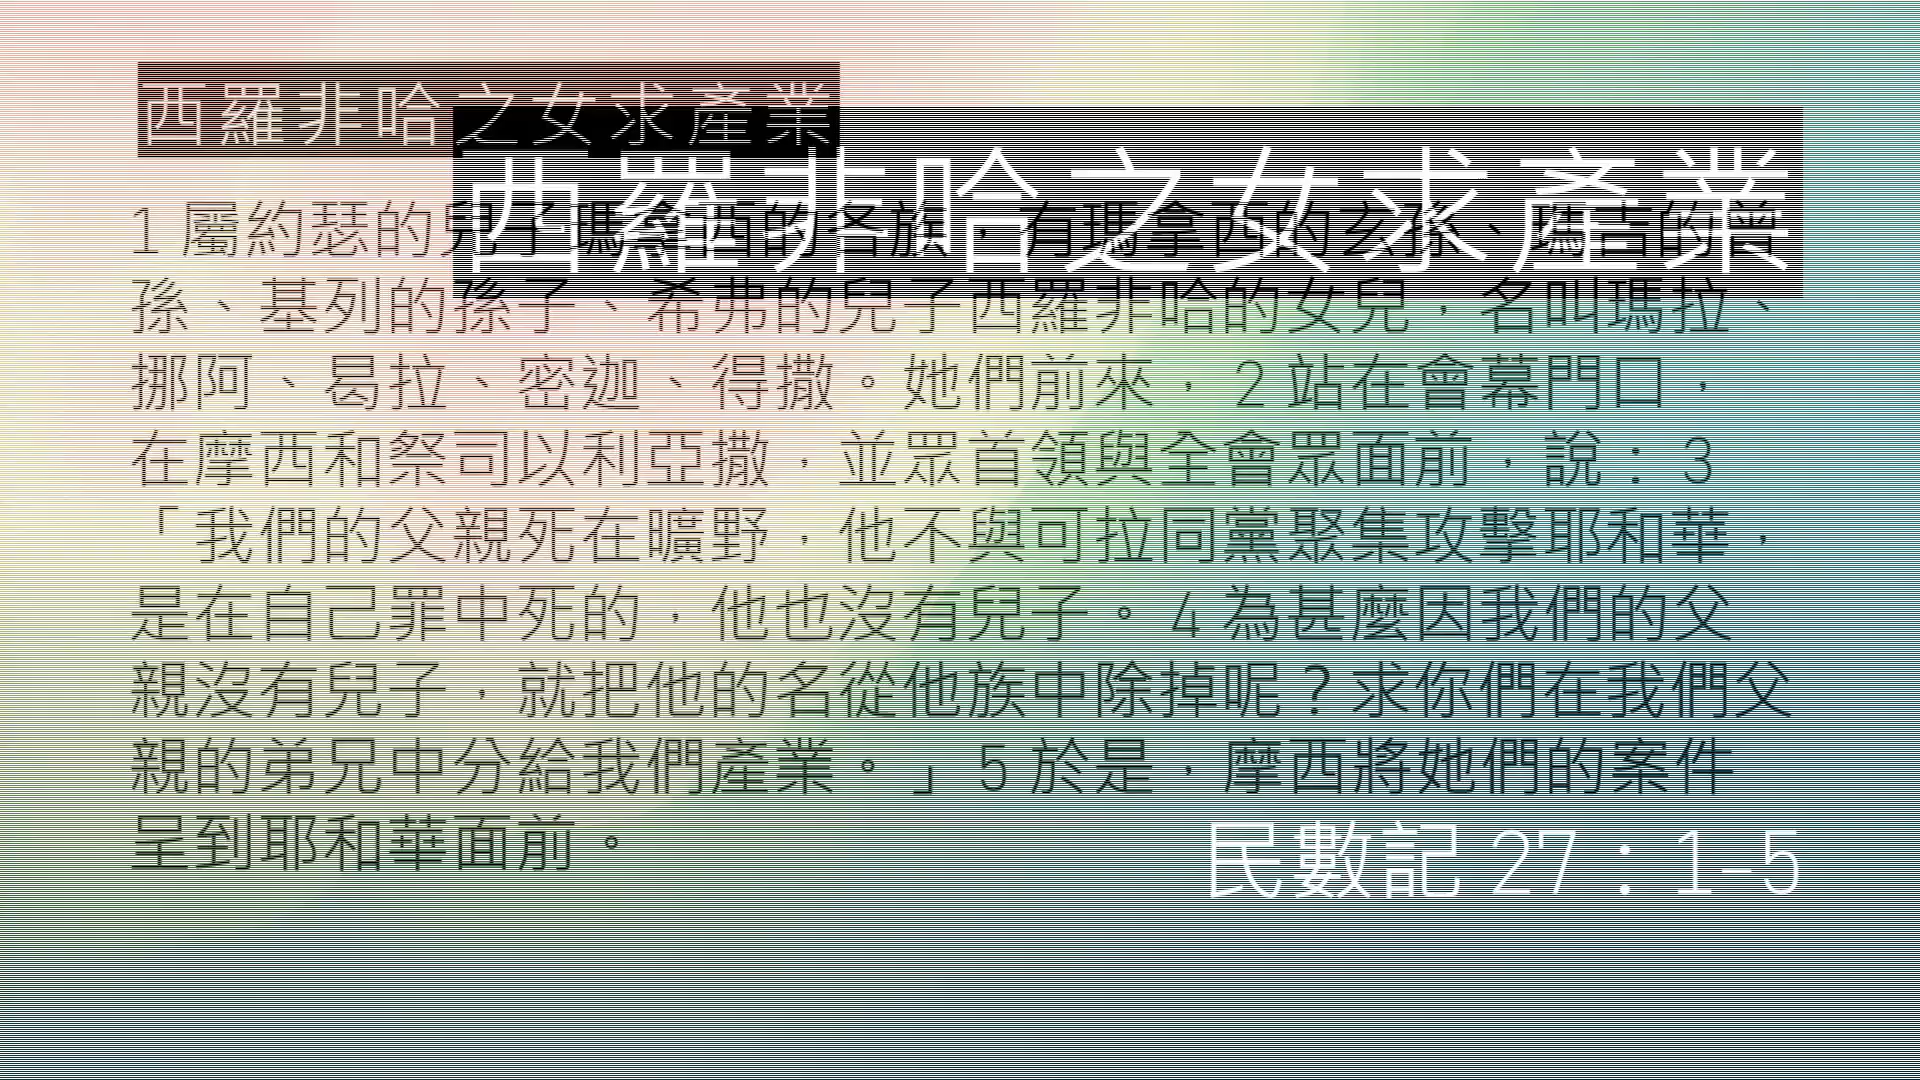 西羅非哈之女求產業
西羅非哈之女求產業
1 屬約瑟的兒子瑪拿西的各族，有瑪拿西的玄孫、瑪吉的曾
孫、基列的孫子、希弗的兒子西羅非哈的女兒，名叫瑪拉、
挪阿、曷拉、密迦、得撒。她們前來，2 站在會幕門口，
在摩西和祭司以利亞撒，並眾首領與全會眾面前，說：3
「我們的父親死在曠野，他不與可拉同黨聚集攻擊耶和華，
是在自己罪中死的，他也沒有兒子。4 為甚麼因我們的父
親沒有兒子，就把他的名從他族中除掉呢？求你們在我們父
親的弟兄中分給我們產業。」5 於是，摩西將她們的案件
呈到耶和華面前。
民數記 27：1-5